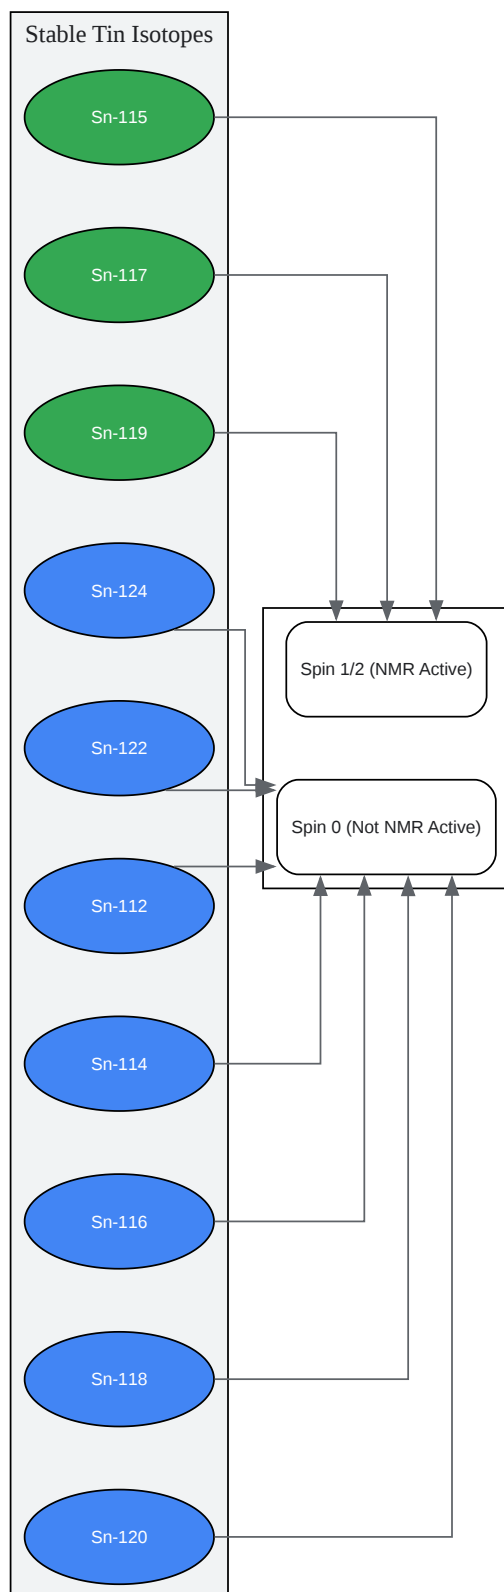 Stable Tin Isotopes
Sn-115
Sn-117
Sn-119
Sn-124
Spin 1/2 (NMR Active)
Sn-122
Spin 0 (Not NMR Active)
Sn-112
Sn-114
Sn-116
Sn-118
Sn-120